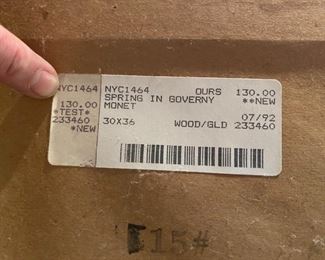 NYC1464
130.00
*TEST*
233460
*NEW
NYC1464 OURS 130.00
SPRING IN GOVERNY **NEW
MONET
07/92
30X36 WOOD/GLD 233460
15#